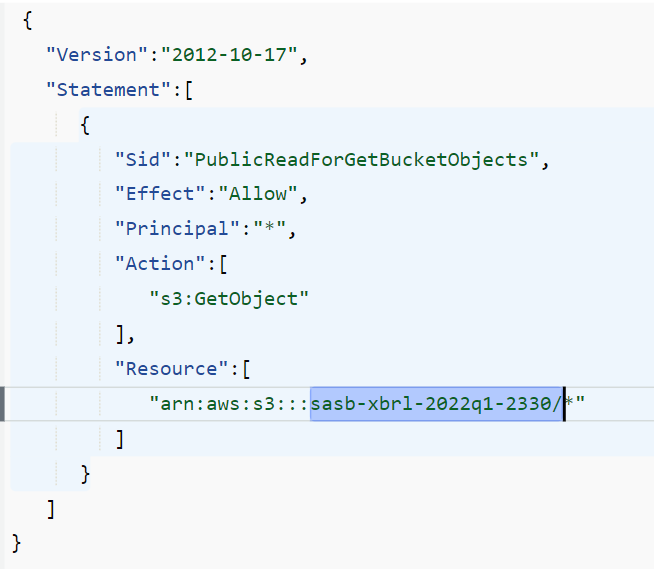 {
"Version":"2012-10-17",
"Statement":[
{
"Sid":"PublicReadForGetBucketObjects",
"Effect":"Allow",
"Principal":"*",
"Action":[
"s3:GetObject"
],
"Resource":[
"arn:aws:s3:::sasb-xbrl-2022q1-2330/*"
]
}
]
}